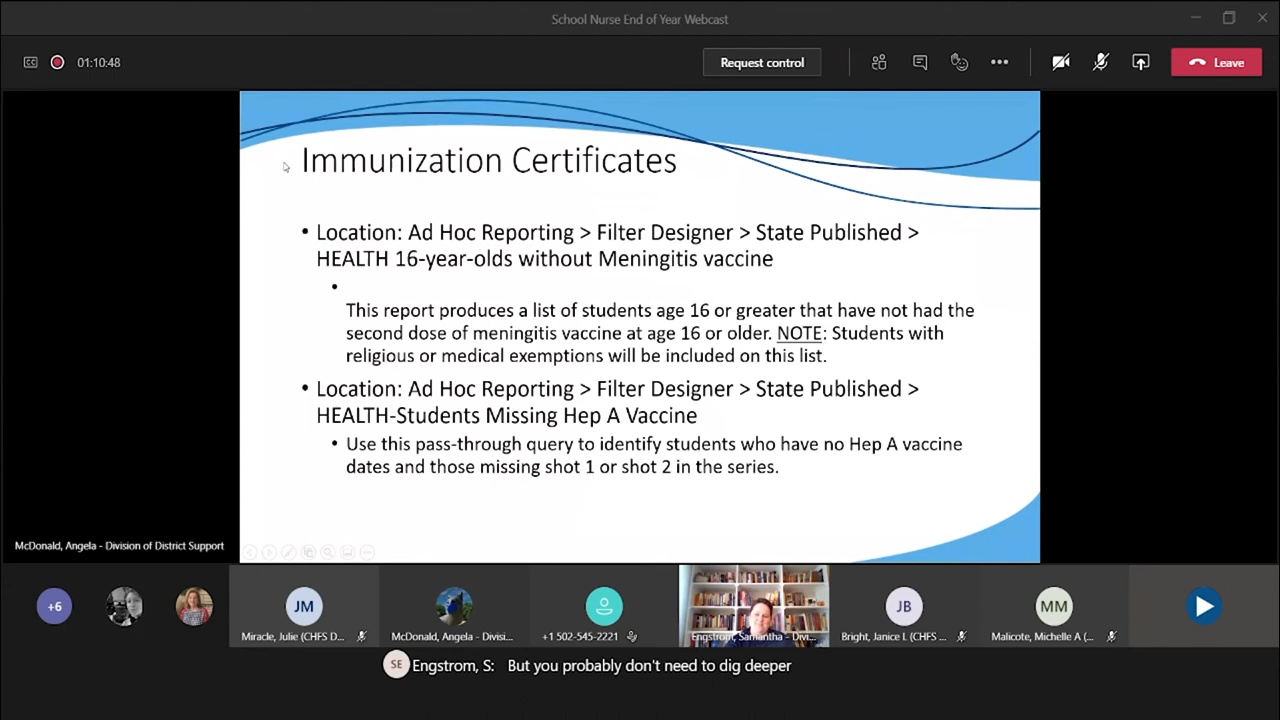 School Nurse End of Year Webcast
CC
01:10:48
Request control
Leave
Immunization Certificates
• Location: Ad Hoc Reporting > Filter Designer > State Published >
HEALTH 16-year-olds without Meningitis vaccine
•
This report produces a list of students age 16 or greater that have not had the
second dose of meningitis vaccine at age 16 or older. NOTE: Students with
religious or medical exemptions will be included on this list.
• Location: Ad Hoc Reporting > Filter Designer > State Published >
HEALTH-Students Missing Hep A Vaccine
• Use this pass-through query to identify students who have no Hep A vaccine
dates and those missing shot 1 or shot 2 in the series.
McDonald, Angela - Division of District Support
+6
JM
JB
MM
Miracle, Julie (CHFS D...
McDonald, Angela - Divisi...
+1 502-545-2221
Engstrom, Samantha - Divi...
Bright, Janice L (CHFS ...
Malicote, Michelle A (...
SE Engstrom, S: But you probably don't need to dig deeper